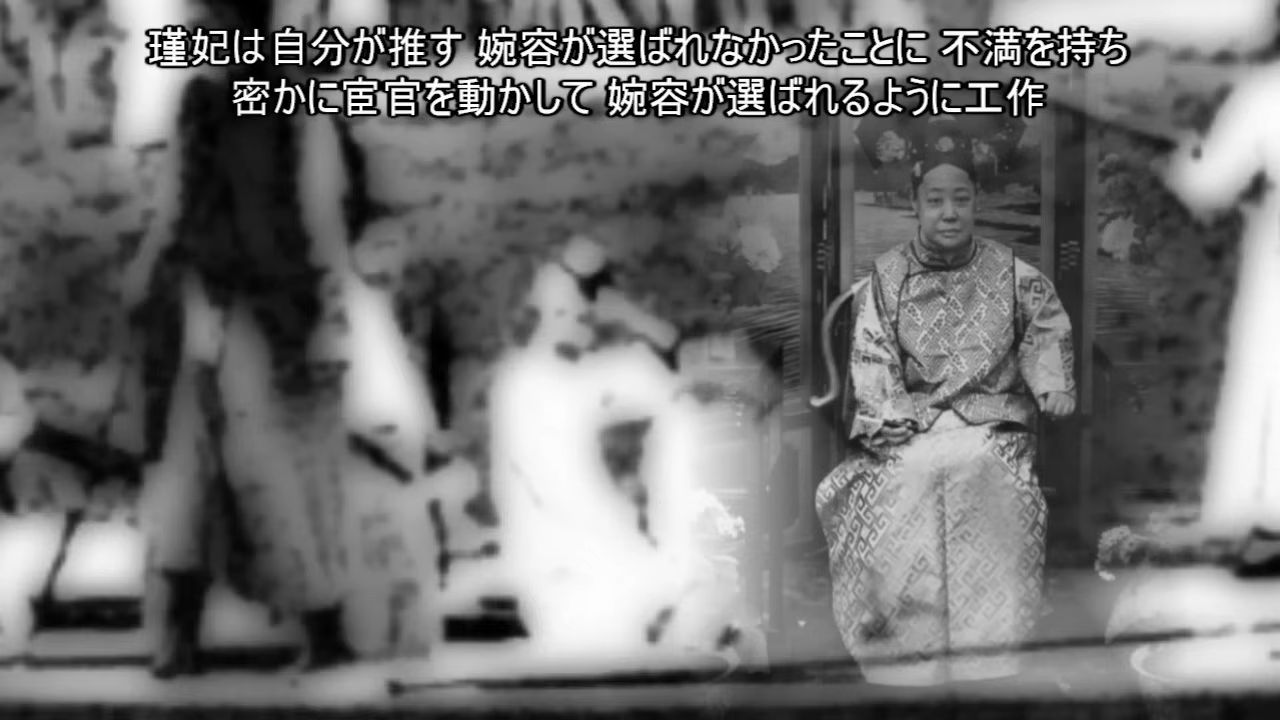 瑾妃は自分が推す 婉容が選ばれなかったことに 不満を持ち
密かに宦官を動かして 婉容が選ばれるように工作